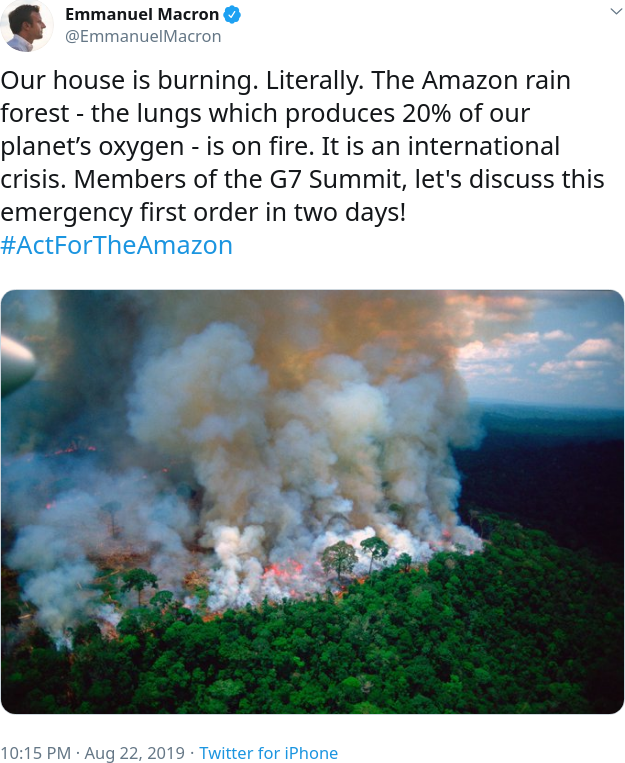 Emmanuel Macron
@EmmanuelMacron
Our house is burning. Literally. The Amazon rain
forest - the lungs which produces 20% of our
planet’s oxygen - is on fire. It is an international
crisis. Members of the G7 Summit, let's discuss this
emergency first order in two days!
#ActForTheAmazon
10:15 PM · Aug 22, 2019 · Twitter for iPhone